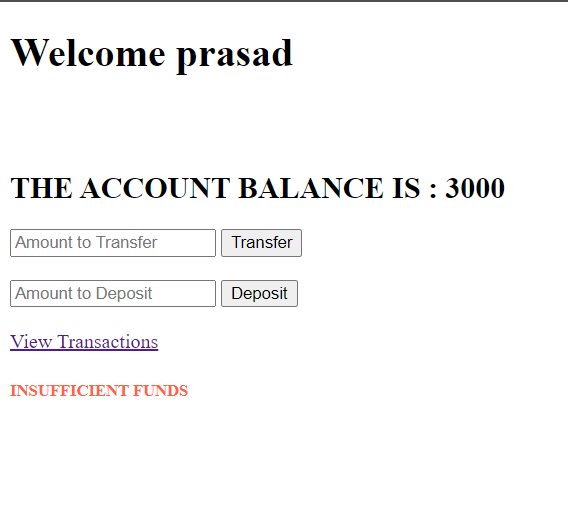 Welcome prasad
THE ACCOUNT BALANCE IS : 3000
Amount to Transfer Transfer
Amount to Deposit Deposit
View Transactions
INSUFFICIENT FUNDS